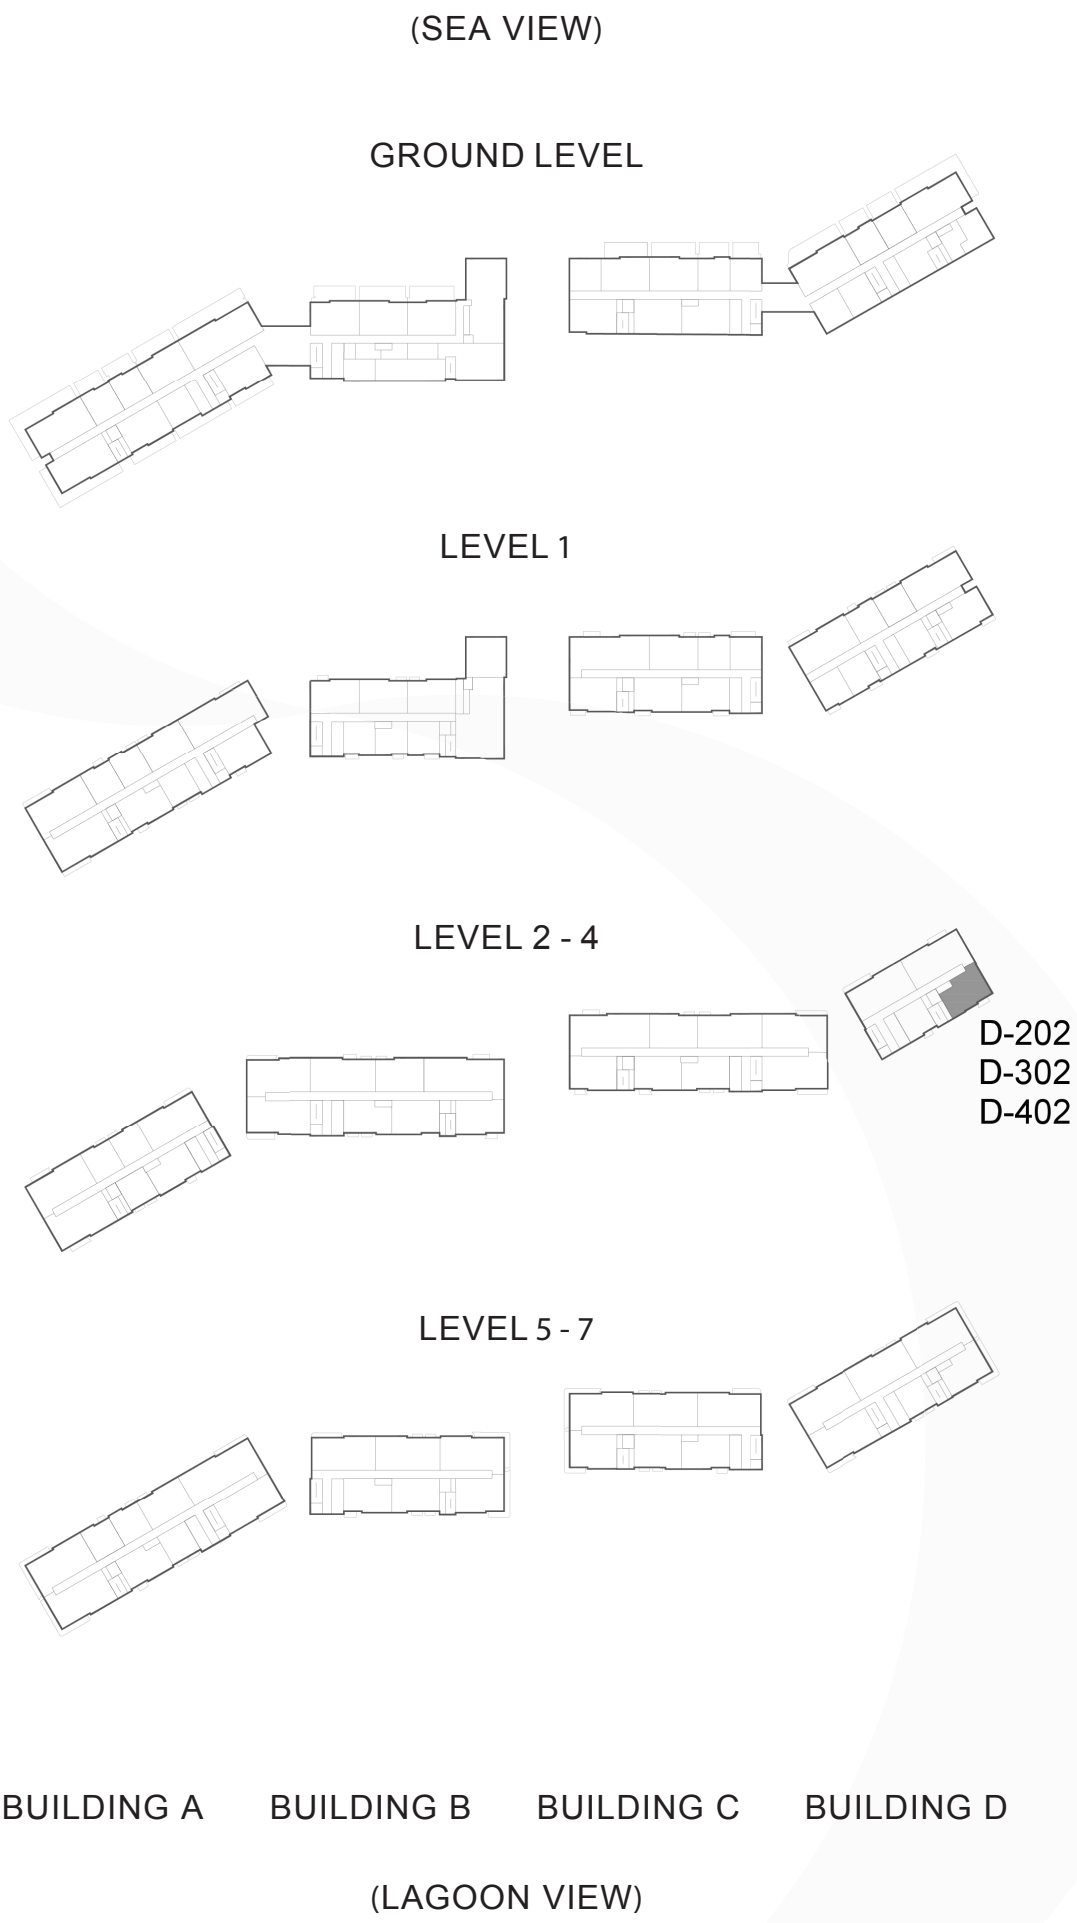 (SEA VIEW)
GROUND LEVEL
LEVEL 1
LEVEL 2 - 4
D-202
D-302
D-402
LEVEL 5 - 7
BUILDING A BUILDING B BUILDING C BUILDING D
(LAGOON VIEW)